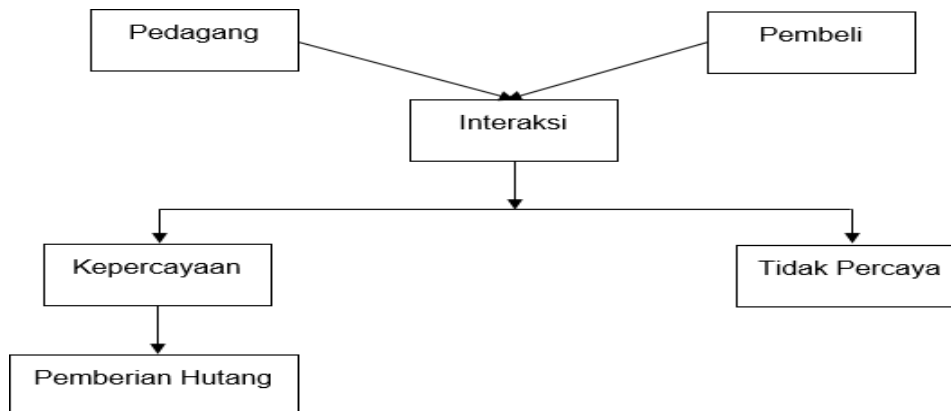 Pedagang
Pembeli
Interaksi
Kepercayaan
Tidak Percaya
Pemberian Hutang